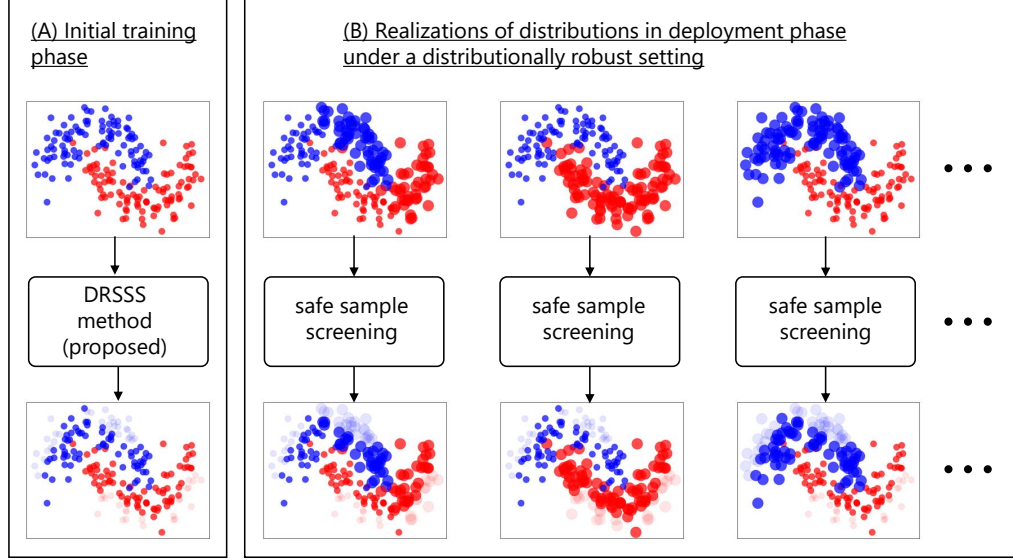 (A) Initial training
phase
(B) Realizations of distributions in deployment phase
under a distributionally robust setting
DRSSS
method
(proposed)
safe sample
screening
safe sample
screening
safe sample
screening